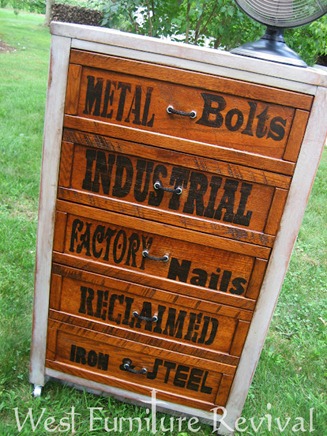 METAL Bolts
INDUSTRIAL
FACTORY Nails
RECLAIMED
IRON & STEEL
West Furniture Revival